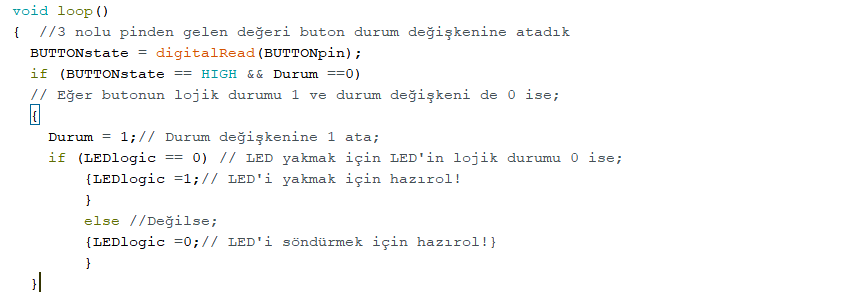 void loop()
{  //3 nolu pinden gelen değeri buton durum değişkenine atadık
  BUTTONstate = digitalRead(BUTTONpin);
  if (BUTTONstate == HIGH && Durum ==0)
  // Eğer butonun lojik durumu 1 ve durum değişkeni de 0 ise;
  {
    Durum = 1;// Durum değişkenine 1 ata;
    if (LEDlogic == 0) // LED yakmak için LED'in lojik durumu 0 ise;
        {LEDlogic =1;// LED'i yakmak için hazırol!
        }
        else //Değilse;
        {LEDlogic =0;// LED'i söndürmek için hazırol!}
        }
  }